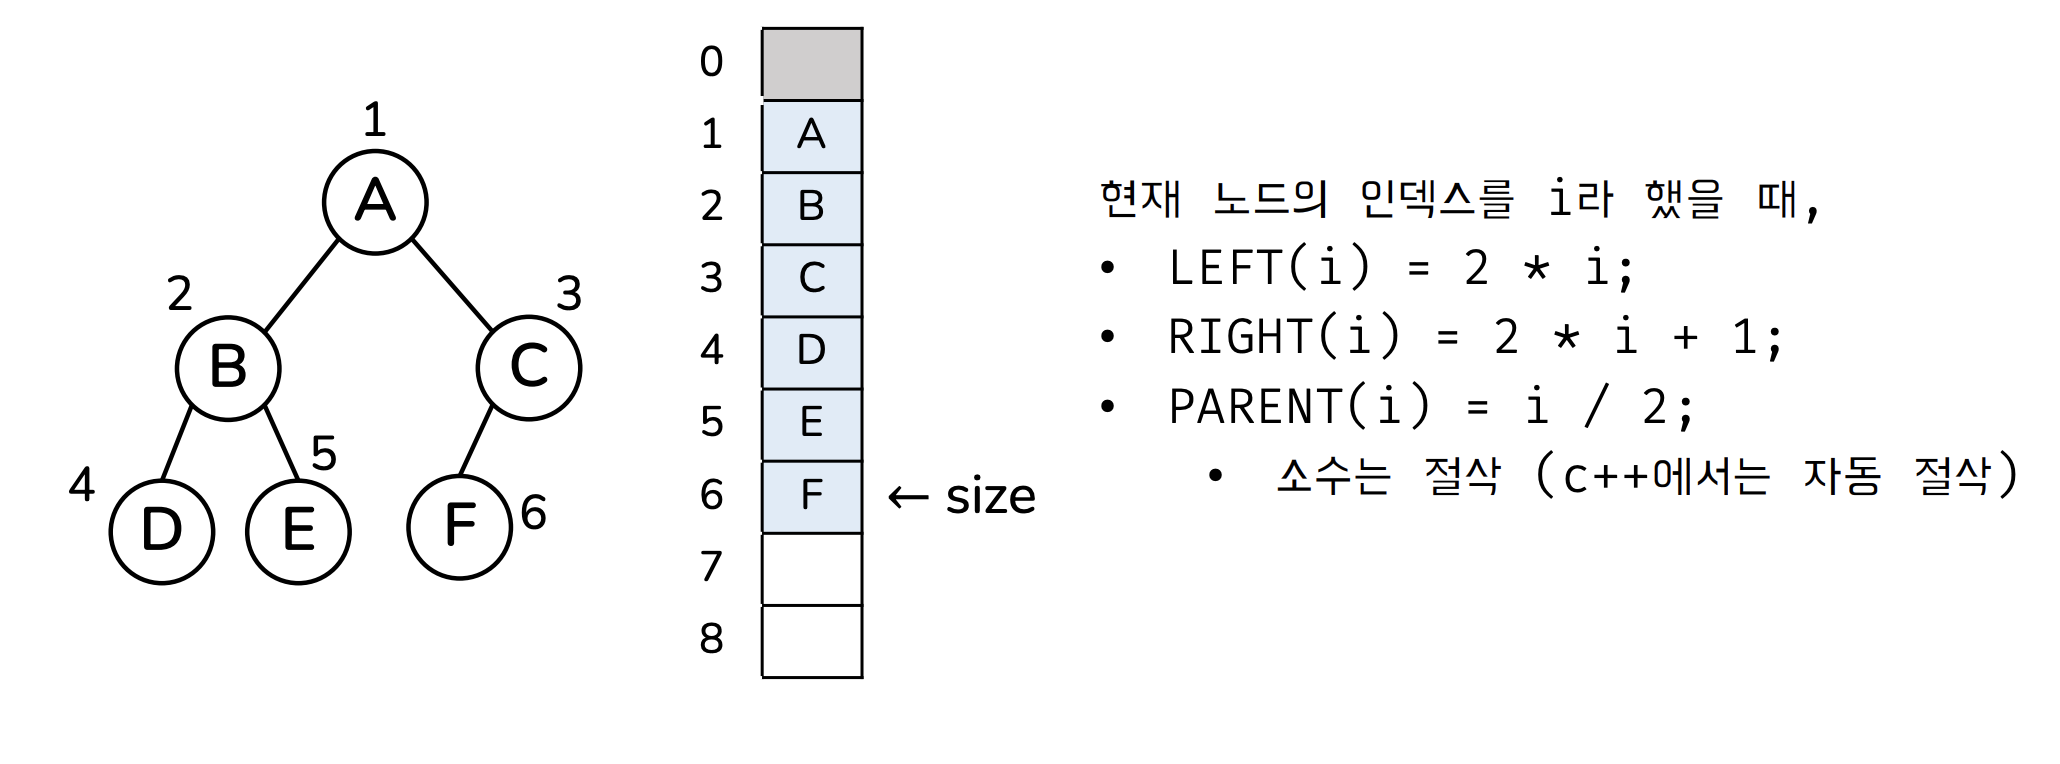 1
A
2
3
B
C
4
5
D
E
F
6
0
1 A
2 B
3 C
4 D
5 E
6 F ← size
7
8
현재 노드의 인덱스를 i라 했을 때,
• LEFT(i) = 2 * i;
• RIGHT(i) = 2 * i + 1;
• PARENT(i) = i / 2;
• 소수는 절삭 (c++에서는 자동 절삭)